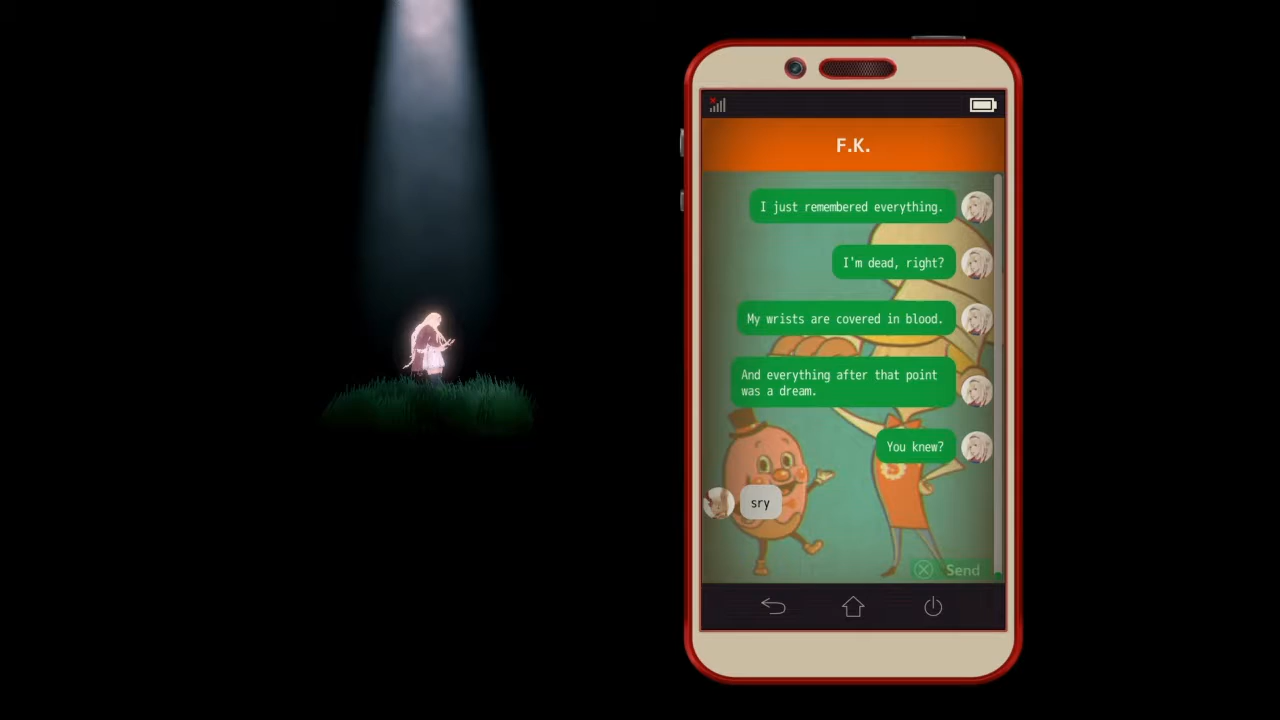 F.K.
I just remembered everything.
I'm dead, right?
My wrists are covered in blood.
And everything after that point
was a dream.
You knew?
sry
S
Send